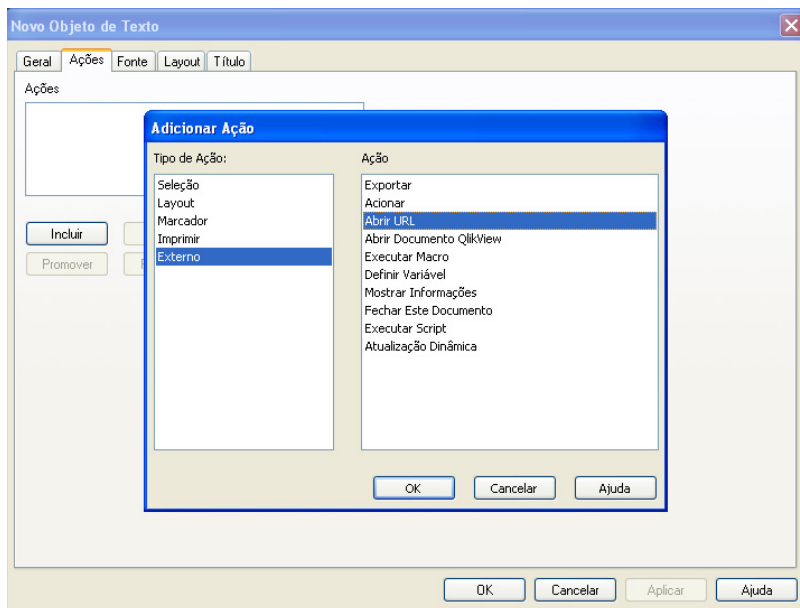 Novo Objeto de Texto
Geral Ações Fonte Layout Título
Ações
Adicionar Ação
Tipo de Ação:
Seleção
Layout
Marcador
Imprimir
Externo
Ação
Exportar
Acionar
Abrir URL
Abrir Documento QlikView
Executar Macro
Definir Variável
Mostrar Informações
Fechar Este Documento
Executar Script
Atualização Dinâmica
OK Cancelar Ajuda
Incluir
Promover
OK Cancelar Aplicar Ajuda